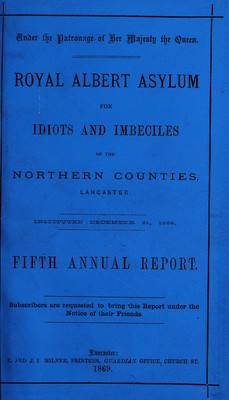 Under the Patronage of Her Majesty the Queen.
ROYAL ALBERT ASYLUM
FOR
IDIOTS AND IMBECILES
OF THE
NORTHERN COUNTIES,
LANCASTER.
INSTITUTED DECEMBER 21, 1864.
FIFTH ANNUAL REPORT.
Subscribers are requested to bring this Report under the
Notice of their Friends.
Lancaster:
E. AND J. L. MILNER, PRINTERS, GUARDIAN OFFICE, CHURCH ST.
1869.